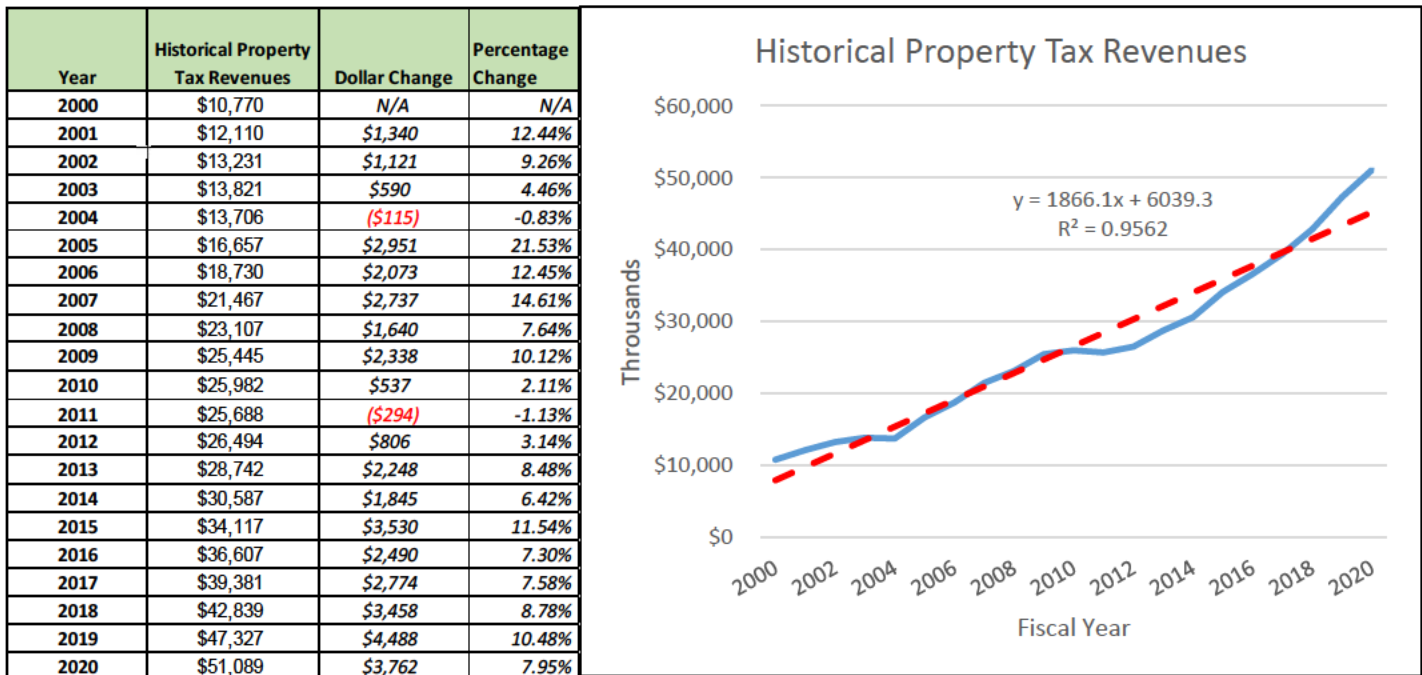 Year Historical Property Tax Revenues Dollar Change Percentage Change
2000 $10,770 N/A N/A
2001 $12,110 $1,340 12.44%
2002 $13,231 $1,121 9.26%
2003 $13,821 $590 4.46%
2004 $13,706 ($115) -0.83%
2005 $16,657 $2,951 21.53%
2006 $18,730 $2,073 12.45%
2007 $21,467 $2,737 14.61%
2008 $23,107 $1,640 7.64%
2009 $25,445 $2,338 10.12%
2010 $25,982 $537 2.11%
2011 $25,688 ($294) -1.13%
2012 $26,494 $806 3.14%
2013 $28,742 $2,248 8.48%
2014 $30,587 $1,845 6.42%
2015 $34,117 $3,530 11.54%
2016 $36,607 $2,490 7.30%
2017 $39,381 $2,774 7.58%
2018 $42,839 $3,458 8.78%
2019 $47,327 $4,488 10.48%
2020 $51,089 $3,762 7.95%
Historical Property Tax Revenues
$60,000
$50,000
$40,000
$30,000
$20,000
$10,000
$0
Throusands
y = 1866.1x + 6039.3
R² = 0.9562
2000 2002 2004 2006 2008 2010 2012 2014 2016 2018 2020
Fiscal Year